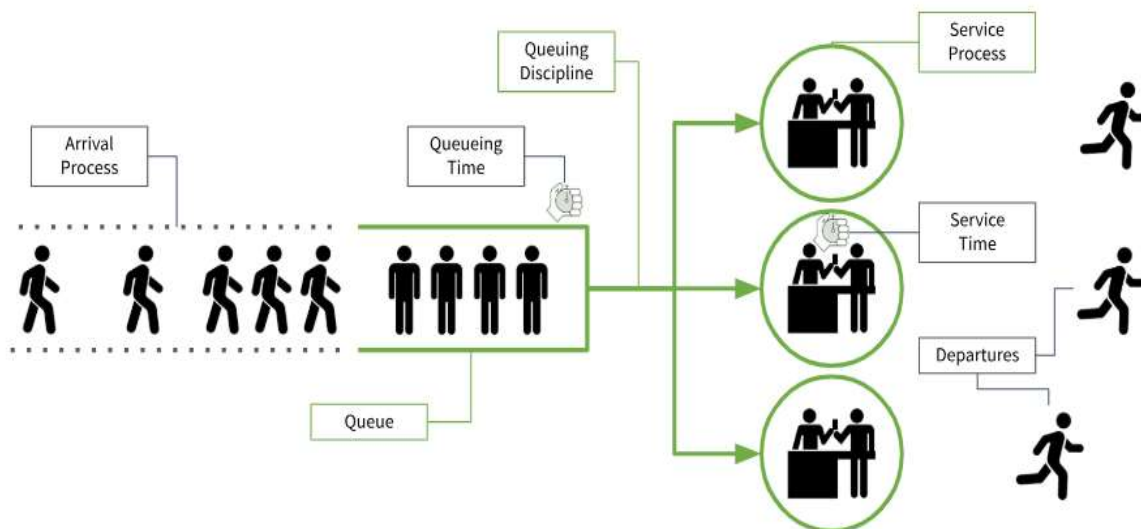 Queuing
Discipline
Service
Process
Arrival
Process
Queueing
Time
Service
Time
Departures
Queue